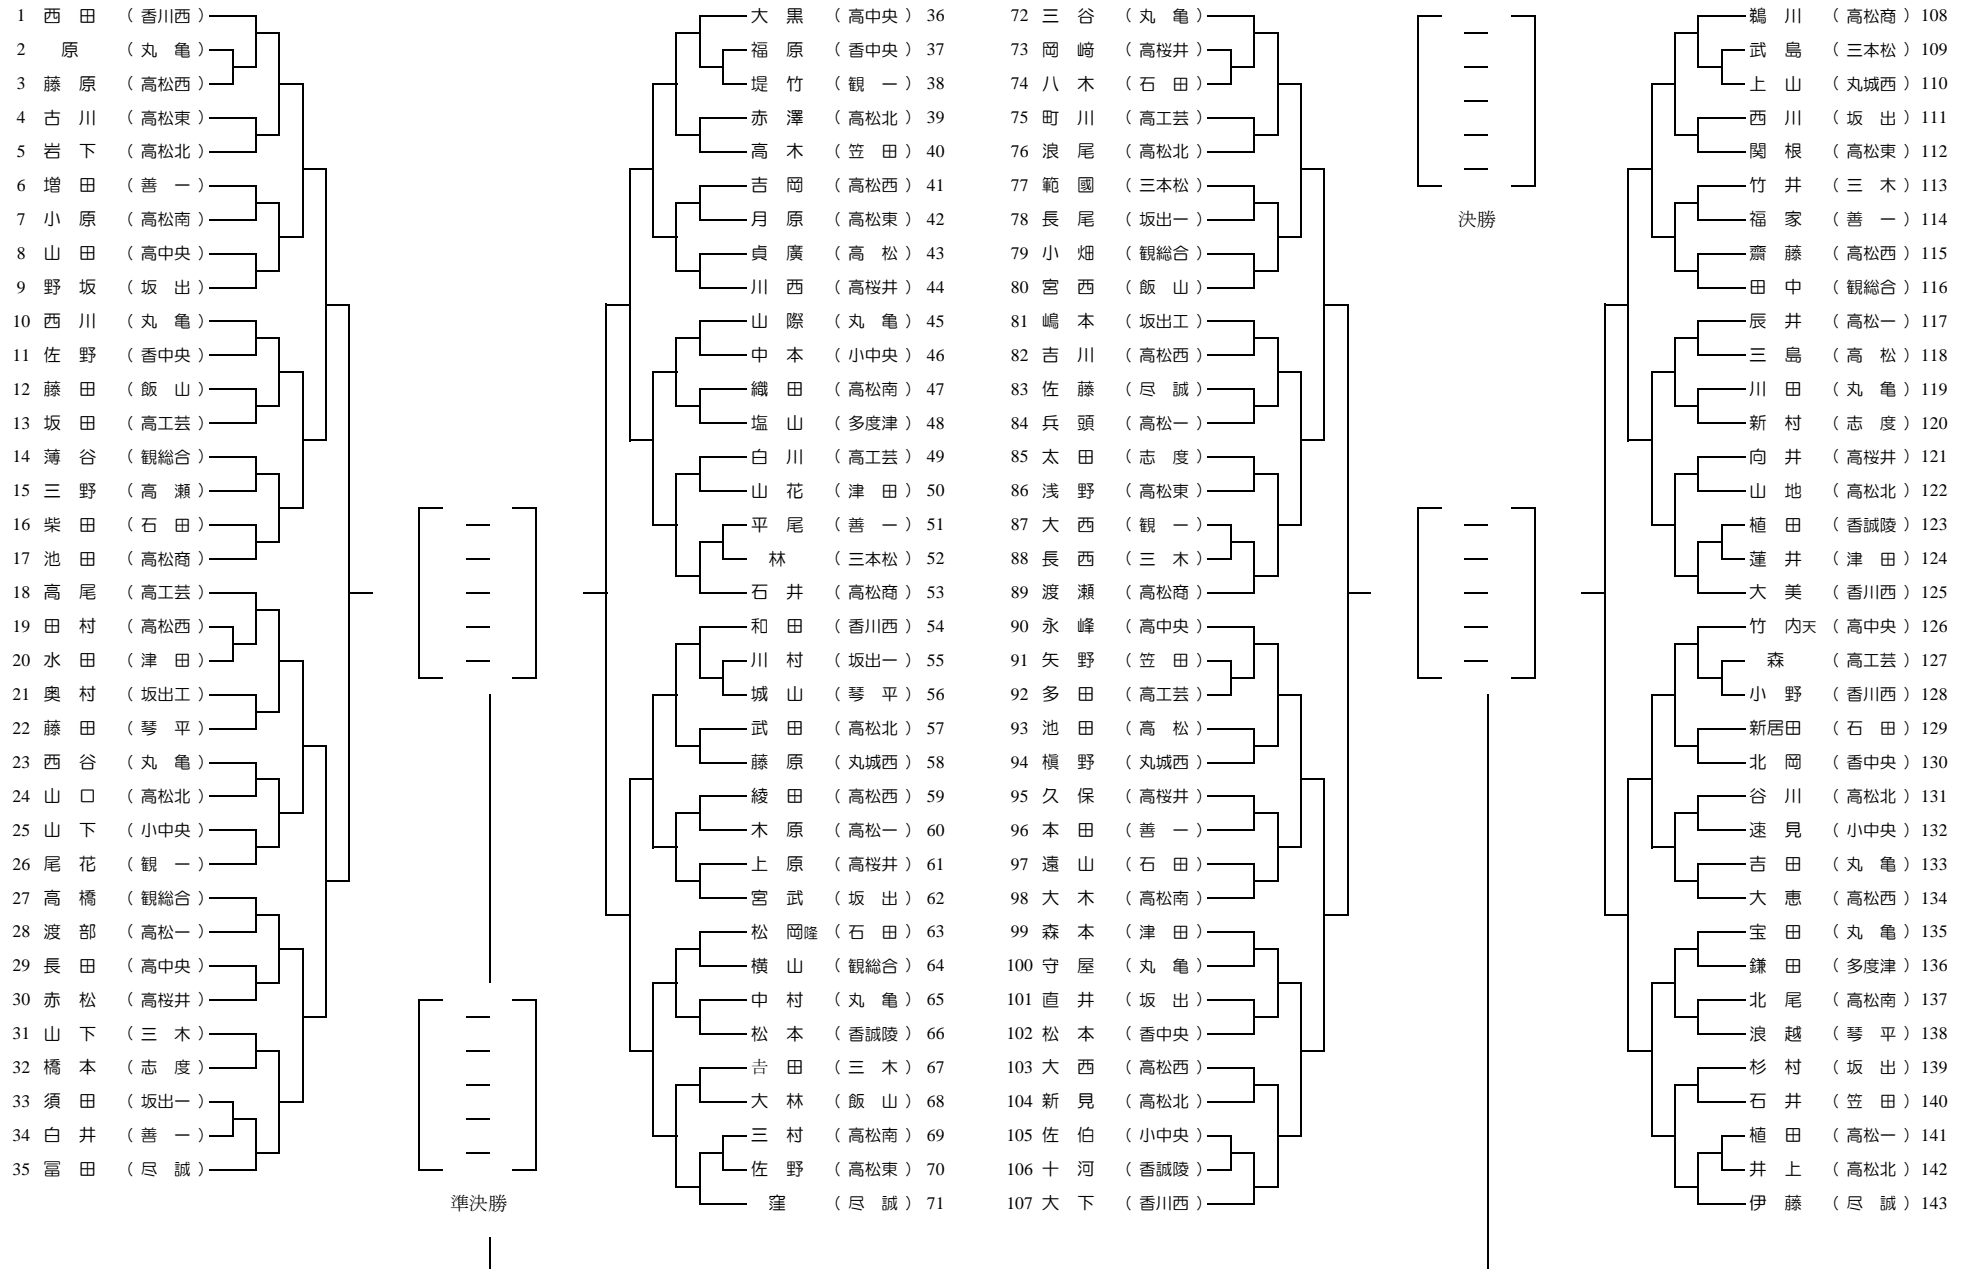 1 西田 (香川西)
2 原 (丸亀)
3 藤原 (高松西)
4 古川 (高松東)
5 岩下 (高松北)
6 増田 (善一)
7 小原 (高松南)
8 山田 (高中央)
9 野坂 (坂出)
10 西川 (丸亀)
11 佐野 (香中央)
12 藤田 (飯山)
13 坂田 (高工芸)
14 薄谷 (観総合)
15 三野 (高瀬)
16 柴田 (石田)
17 池田 (高松商)
18 高尾 (高工芸)
19 田村 (高松西)
20 水田 (津田)
21 奥村 (坂出工)
22 藤田 (琴平)
23 西谷 (丸亀)
24 山口 (高松北)
25 山下 (小中央)
26 尾花 (観一)
27 高橋 (観総合)
28 渡部 (高松一)
29 長田 (高中央)
30 赤松 (高桜井)
31 山下 (三木)
32 橋本 (志度)
33 須田 (坂出一)
34 白井 (善一)
35 冨田 (尽誠)
準決勝
大黒 (高中央) 36
福原 (香中央) 37
堤竹 (観一) 38
赤澤 (高松北) 39
高木 (笠田) 40
吉岡 (高松西) 41
月原 (高松東) 42
貞廣 (高松) 43
川西 (高桜井) 44
山際 (丸亀) 45
中本 (小中央) 46
織田 (高松南) 47
塩山 (多度津) 48
白川 (高工芸) 49
山花 (津田) 50
平尾 (善一) 51
林 (三本松) 52
石井 (高松商) 53
和田 (香川西) 54
川村 (坂出一) 55
城山 (琴平) 56
武田 (高松北) 57
藤原 (丸城西) 58
綾田 (高松西) 59
木原 (高松一) 60
上原 (高桜井) 61
宮武 (坂出) 62
松岡隆 (石田) 63
横山 (観総合) 64
中村 (丸亀) 65
松本 (香誠陵) 66
𠮷田 (三木) 67
大林 (飯山) 68
三村 (高松南) 69
佐野 (高松東) 70
窪 (尽誠) 71
72 三谷 (丸亀)
73 岡﨑 (高桜井)
74 八木 (石田)
75 町川 (高工芸)
76 浪尾 (高松北)
77 範國 (三本松)
78 長尾 (坂出一)
79 小畑 (観総合)
80 宮西 (飯山)
81 嶋本 (坂出工)
82 吉川 (高松西)
83 佐藤 (尽誠)
84 兵頭 (高松一)
85 太田 (志度)
86 浅野 (高松東)
87 大西 (観一)
88 長西 (三木)
89 渡瀬 (高松商)
90 永峰 (高中央)
91 矢野 (笠田)
92 多田 (高工芸)
93 池田 (高松)
94 槇野 (丸城西)
95 久保 (高桜井)
96 本田 (善一)
97 遠山 (石田)
98 大木 (高松南)
99 森本 (津田)
100 守屋 (丸亀)
101 直井 (坂出)
102 松本 (香中央)
103 大西 (高松西)
104 新見 (高松北)
105 佐伯 (小中央)
106 十河 (香誠陵)
107 大下 (香川西)
決勝
鵜川 (高松商) 108
武島 (三本松) 109
上山 (丸城西) 110
西川 (坂出) 111
関根 (高松東) 112
竹井 (三木) 113
福家 (善一) 114
齋藤 (高松西) 115
田中 (観総合) 116
辰井 (高松一) 117
三島 (高松) 118
川田 (丸亀) 119
新村 (志度) 120
向井 (高桜井) 121
山地 (高松北) 122
植田 (香誠陵) 123
蓮井 (津田) 124
大美 (香川西) 125
竹内天 (高中央) 126
森 (高工芸) 127
小野 (香川西) 128
新居田 (石田) 129
北岡 (香中央) 130
谷川 (高松北) 131
速見 (小中央) 132
吉田 (丸亀) 133
大恵 (高松西) 134
宝田 (丸亀) 135
鎌田 (多度津) 136
北尾 (高松南) 137
浪越 (琴平) 138
杉村 (坂出) 139
石井 (笠田) 140
植田 (高松一) 141
井上 (高松北) 142
伊藤 (尽誠) 143